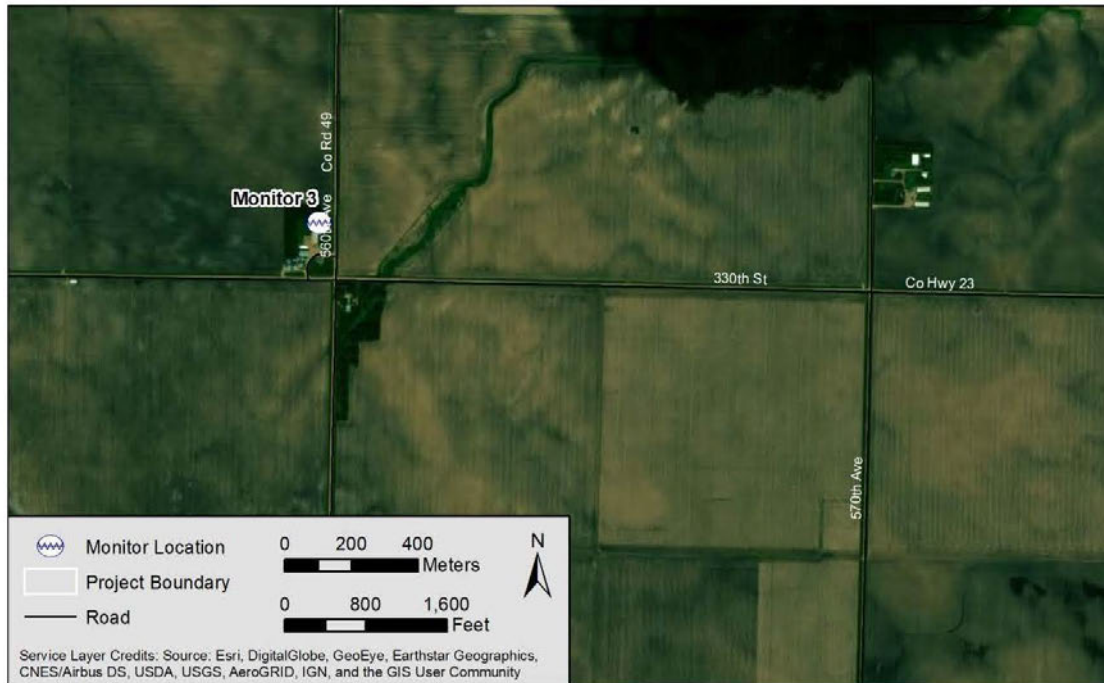 Co Rd 49
Monitor 3
560th Ave
330th St
Co Hwy 23
570th Ave
Monitor Location
Project Boundary
Road
0 200 400
Meters
0 800 1,600
Feet
N
Service Layer Credits: Source: Esri, DigitalGlobe, GeoEye, Earthstar Geographics,
CNES/Airbus DS, USDA, USGS, AeroGRID, IGN, and the GIS User Community